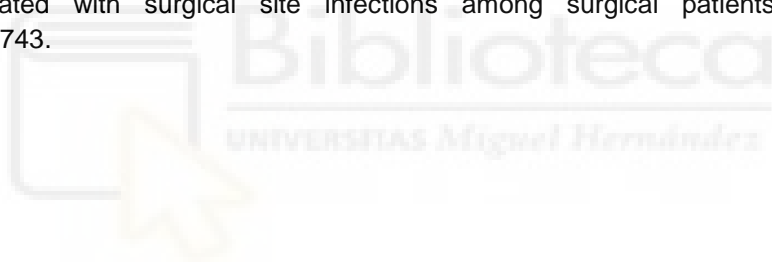 ated with surgical site infections among surgical patients
743.
Biblioteca
UNIVERSITAS Miguel Hernández